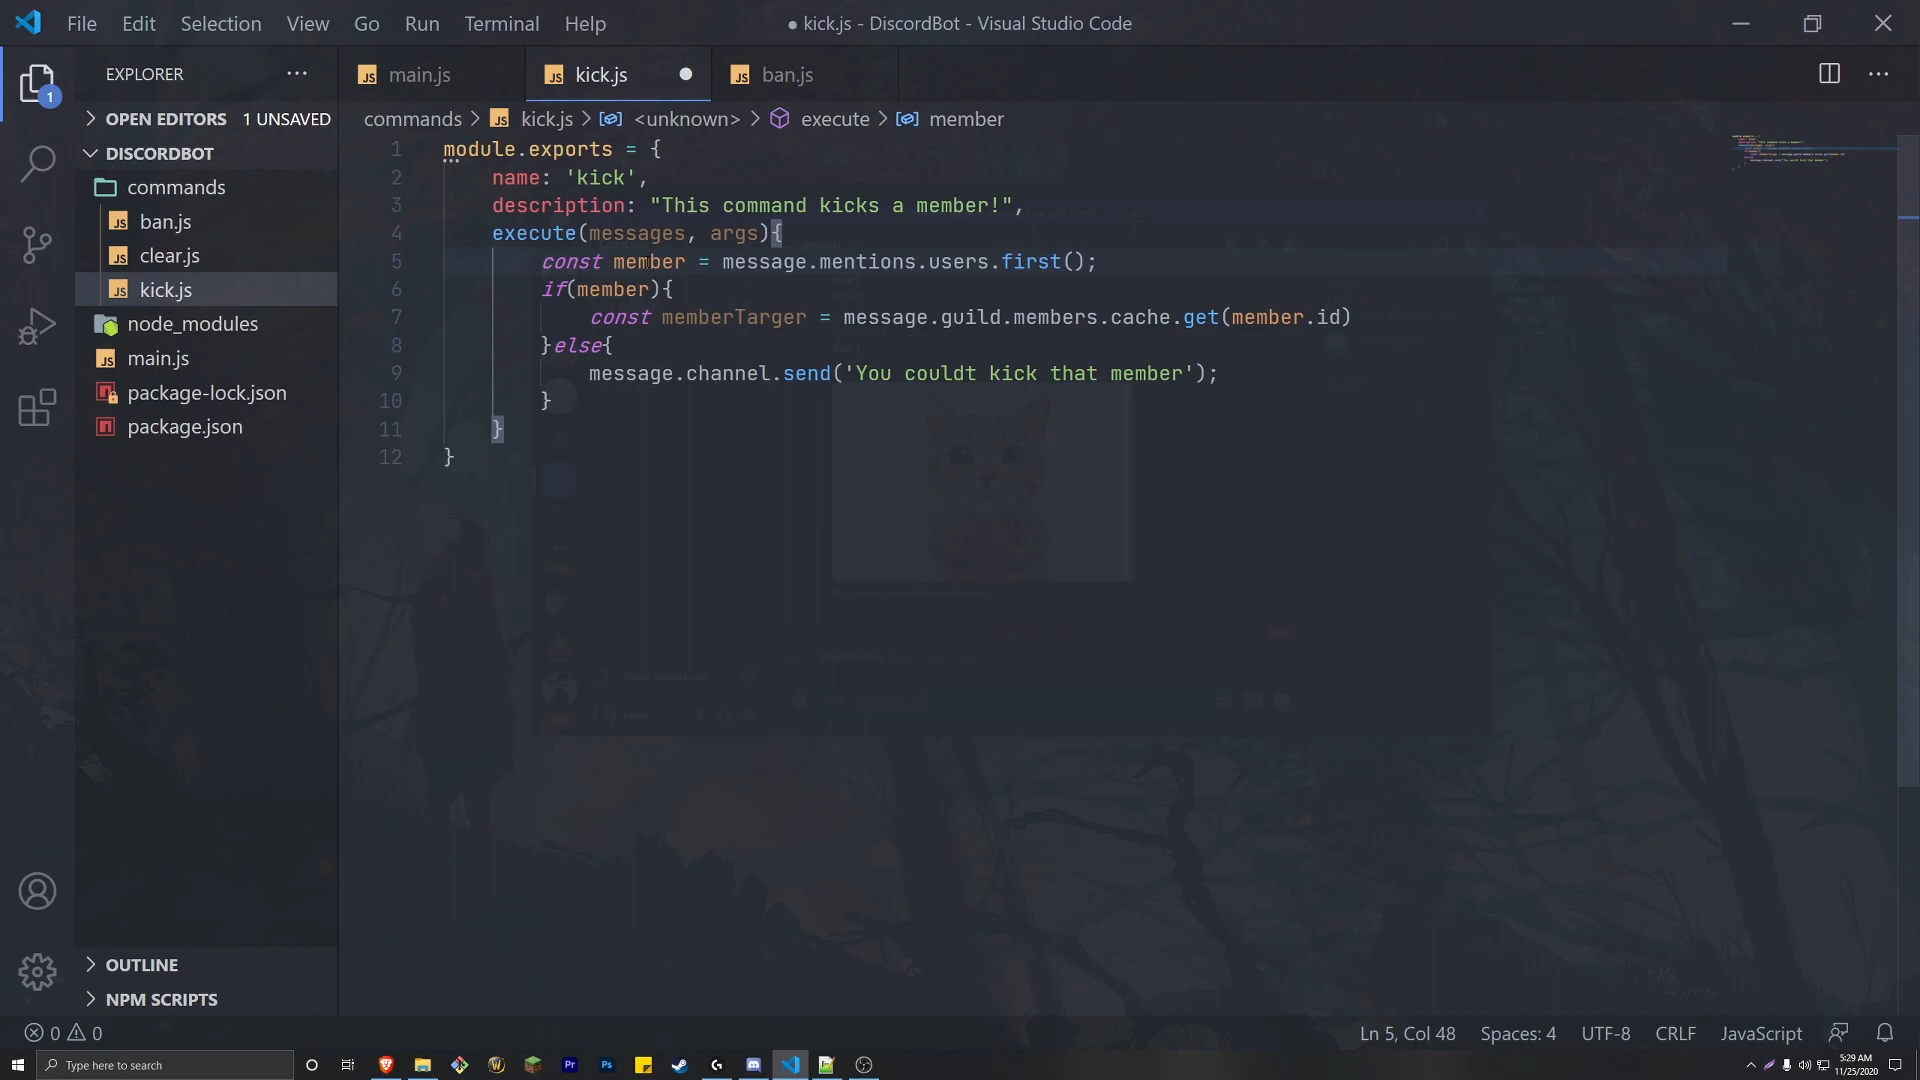 File Edit Selection View Go Run Terminal Help
● kick.js - DiscordBot - Visual Studio Code
EXPLORER
OPEN EDITORS 1 UNSAVED
DISCORDBOT
commands
ban.js
clear.js
kick.js
node_modules
main.js
package-lock.json
package.json
OUTLINE
NPM SCRIPTS
1
main.js
kick.js
ban.js
commands > JS kick.js > <unknown> > execute > member
1 module.exports = {
2 name: 'kick',
3 description: "This command kicks a member!",
4 execute(messages, args){
5 const member = message.mentions.users.first();
6 if(member){
7 const memberTarger = message.guild.members.cache.get(member.id)
8 }else{
9 message.channel.send('You couldt kick that member');
10 }
11 }
12 }
0 0
Ln 5, Col 48 Spaces: 4 UTF-8 CRLF JavaScript
Type here to search
5:29 AM
11/25/2020